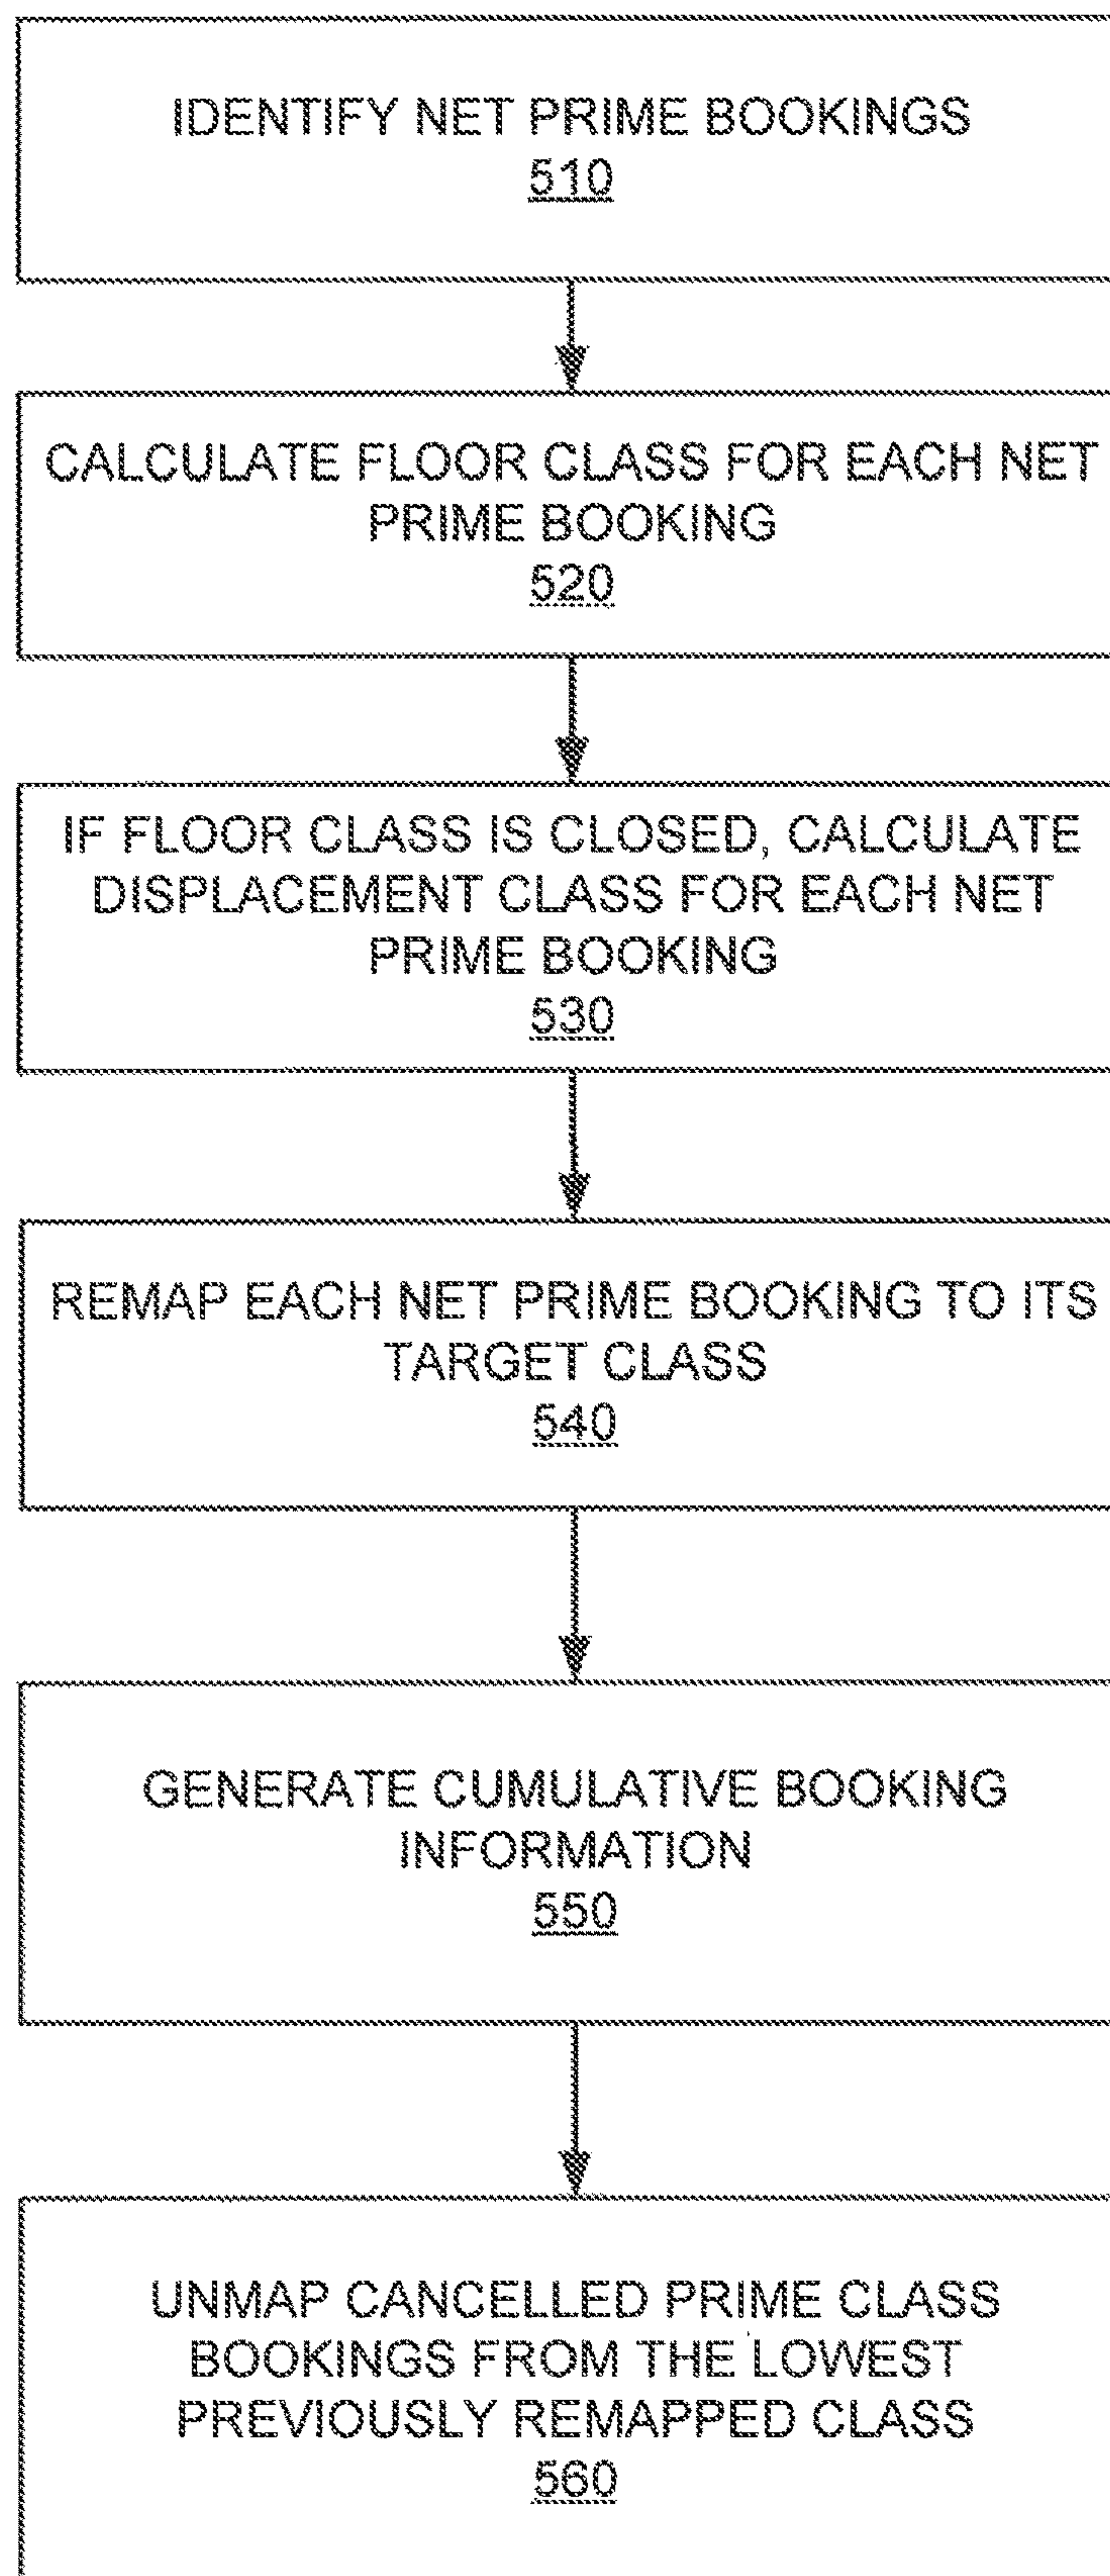 IDENTIFY NET PRIME BOOKINGS
510
CALCULATE FLOOR CLASS FOR EACH NET
PRIME BOOKING
520
IF FLOOR CLASS IS CLOSED, CALCULATE
DISPLACEMENT CLASS FOR EACH NET
PRIME BOOKING
530
REMAP EACH NET PRIME BOOKING TO ITS
TARGET CLASS
540
GENERATE CUMULATIVE BOOKING
INFORMATION
550
UNMAP CANCELLED PRIME CLASS
BOOKINGS FROM THE LOWEST
PREVIOUSLY REMAPPED CLASS
560